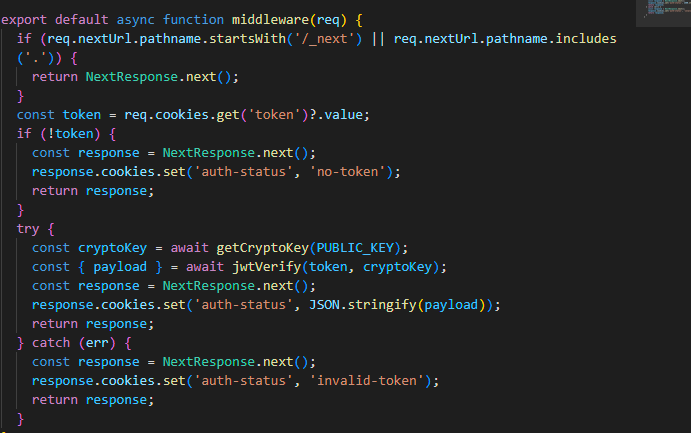 export default async function middleware(req) {
if (req.nextUrl.pathname.startsWith('/_next') || req.nextUrl.pathname.includes
('.')) {
return NextResponse.next();
}
const token = req.cookies.get('token')?.value;
if (!token) {
const response = NextResponse.next();
response.cookies.set('auth-status', 'no-token');
return response;
}
try {
const cryptoKey = await getCryptoKey(PUBLIC_KEY);
const { payload } = await jwtVerify(token, cryptoKey);
const response = NextResponse.next();
response.cookies.set('auth-status', JSON.stringify(payload));
return response;
} catch (err) {
const response = NextResponse.next();
response.cookies.set('auth-status', 'invalid-token');
return response;
}